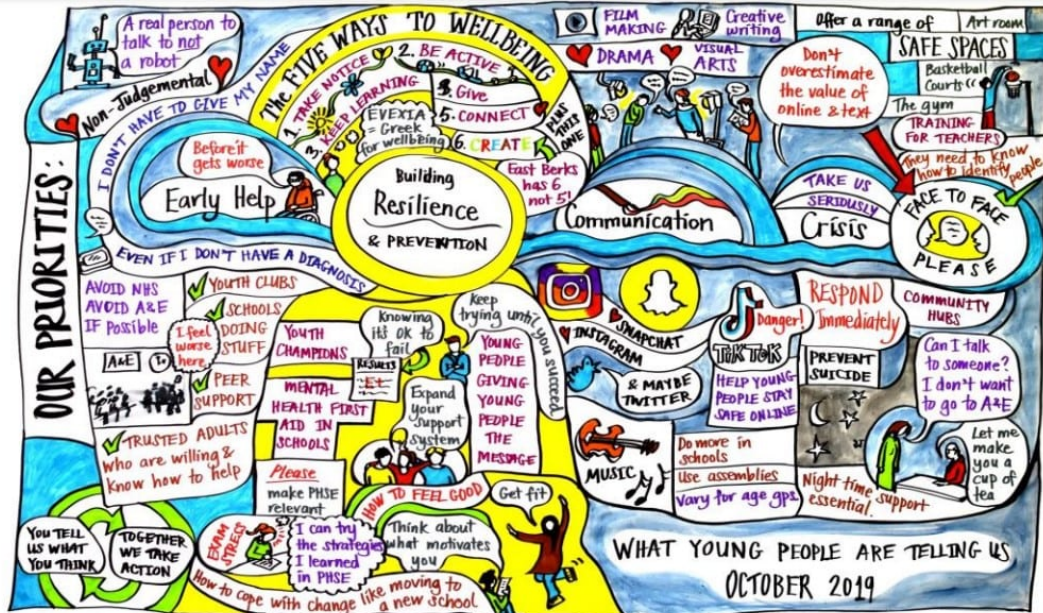 OUR PRIORITIES:
A real person to
talk to not
a robot
Non-Judgemental
I DON'T HAVE TO GIVE MY NAME
EVEN IF I DON'T HAVE A DIAGNOSIS
Before it
gets worse
Early Help
AVOID NHS
AVOID A&E
IF Possible
A&E
I feel
worse
here
YOUTH CLUBS
SCHOOLS
DOING
STUFF
PEER
SUPPORT
TRUSTED ADULTS
who are willing &
know how to help
YOU TELL
US WHAT
YOU THINK
TOGETHER
WE TAKE
ACTION
The FIVE WAYS TO WELLBEING
1. TAKE NOTICE
2. BE ACTIVE
3. KEEP LEARNING
Give
5. CONNECT
6. CREATE
THIS
ONE
EVEXIA
= Greek
for wellbeing
East Berks
has 6
not 5!
Building
Resilience
& PREVENTION
YOUTH
CHAMPIONS
MENTAL
HEALTH FIRST
AID IN
SCHOOLS
Please
make PHSE
relevant
Knowing
it's OK to
fail
RESULTS
Keep
trying until you succeed
Expand
your
support
system
YOUNG
PEOPLE
GIVING
YOUNG
PEOPLE
THE
MESSAGE
HOW TO FEEL GOOD
Get fit
Think about
what motivates
you
EXAM
STRESS
I can try
the strategies
I learned
in PHSE
How to cope with change like moving to
a new school
FILM
MAKING
Creative
writing
DRAMA
VISUAL
ARTS
Communication
INSTAGRAM
SNAPCHAT
& MAYBE
TWITTER
TIKTOK
Danger!
HELP YOUNG
PEOPLE STAY
SAFE ONLINE
MUSIC
Do more in
schools
Use assemblies
Vary for age gps
Don't
overestimate
the value of
online & text
TAKE US
SERIOUSLY
Crisis
RESPOND
Immediately
PREVENT
SUICIDE
Night time support
essential.
Offer a range of
SAFE SPACES
Art room
Basketball
Courts
The gym
TRAINING
FOR TEACHERS
They need to know
how to identify
people
FACE TO FACE
PLEASE
COMMUNITY
HUBS
Can I talk
to someone?
I don't want
to go to A&E
Let me
make
you a
cup of
tea
WHAT YOUNG PEOPLE ARE TELLING US
OCTOBER 2019